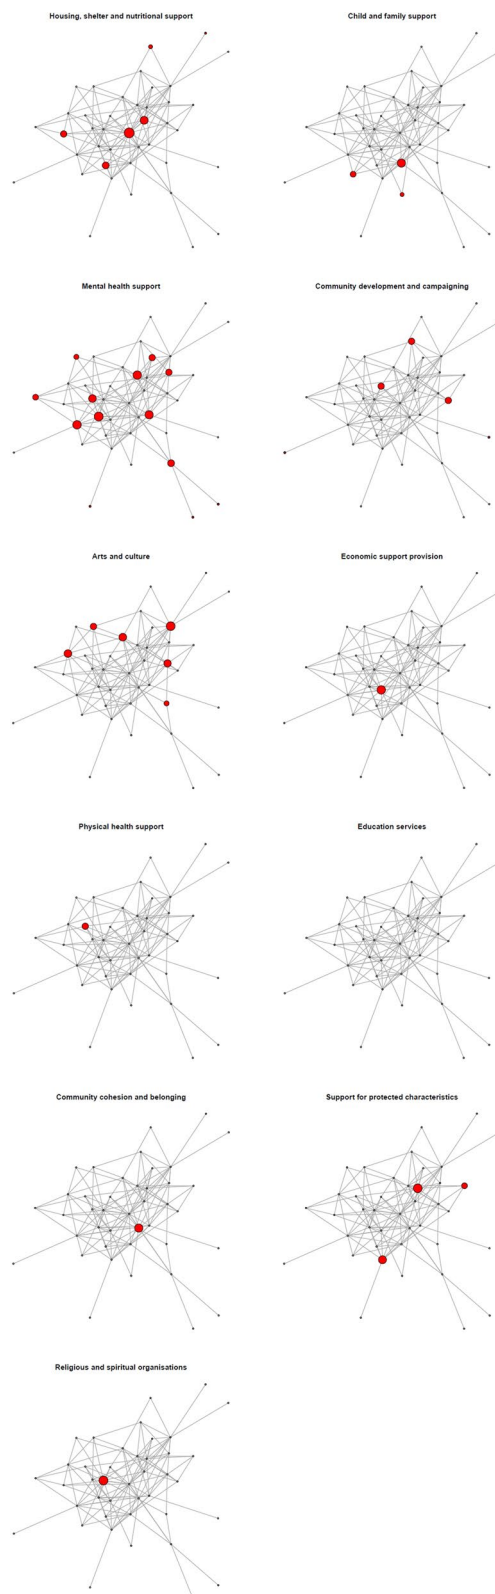 Housing, shelter and nutritional support
Child and family support
Mental health support
Community development and campaigning
Arts and culture
Economic support provision
Physical health support
Education services
Community cohesion and belonging
Support for protected characteristics
Religious and spiritual organisations